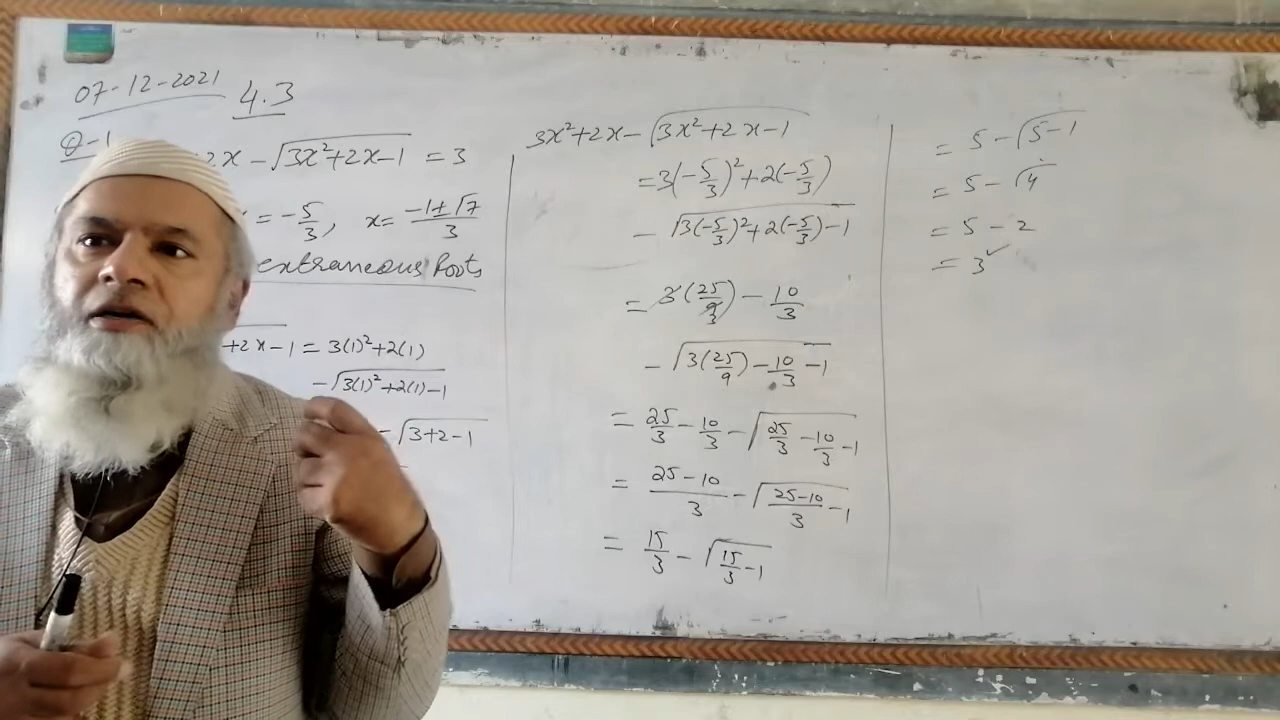 07-12-2021 4.3
Q-1
2x - √(3x²+2x-1) = 3
= -5/3, x = (-1±√7)/3
extraneous Roots
+2x-1 = 3(1)²+2(1)
-√(3(1)²+2(1)-1)
- √(3+2-1)
3x²+2x-√(3x²+2x-1)
=3(-5/3)²+2(-5/3)
- √(3(-5/3)²+2(-5/3)-1)
= 3(25/9) - 10/3
3
- √(3(25/9)-10/3-1)
= 25/3 - 10/3 - √(25/3-10/3-1)
= (25-10)/3 - √((25-10)/3-1)
= 15/3 - √(15/3-1)
= 5 - √(5-1)
= 5 - √4
= 5 - 2
= 3 ✓